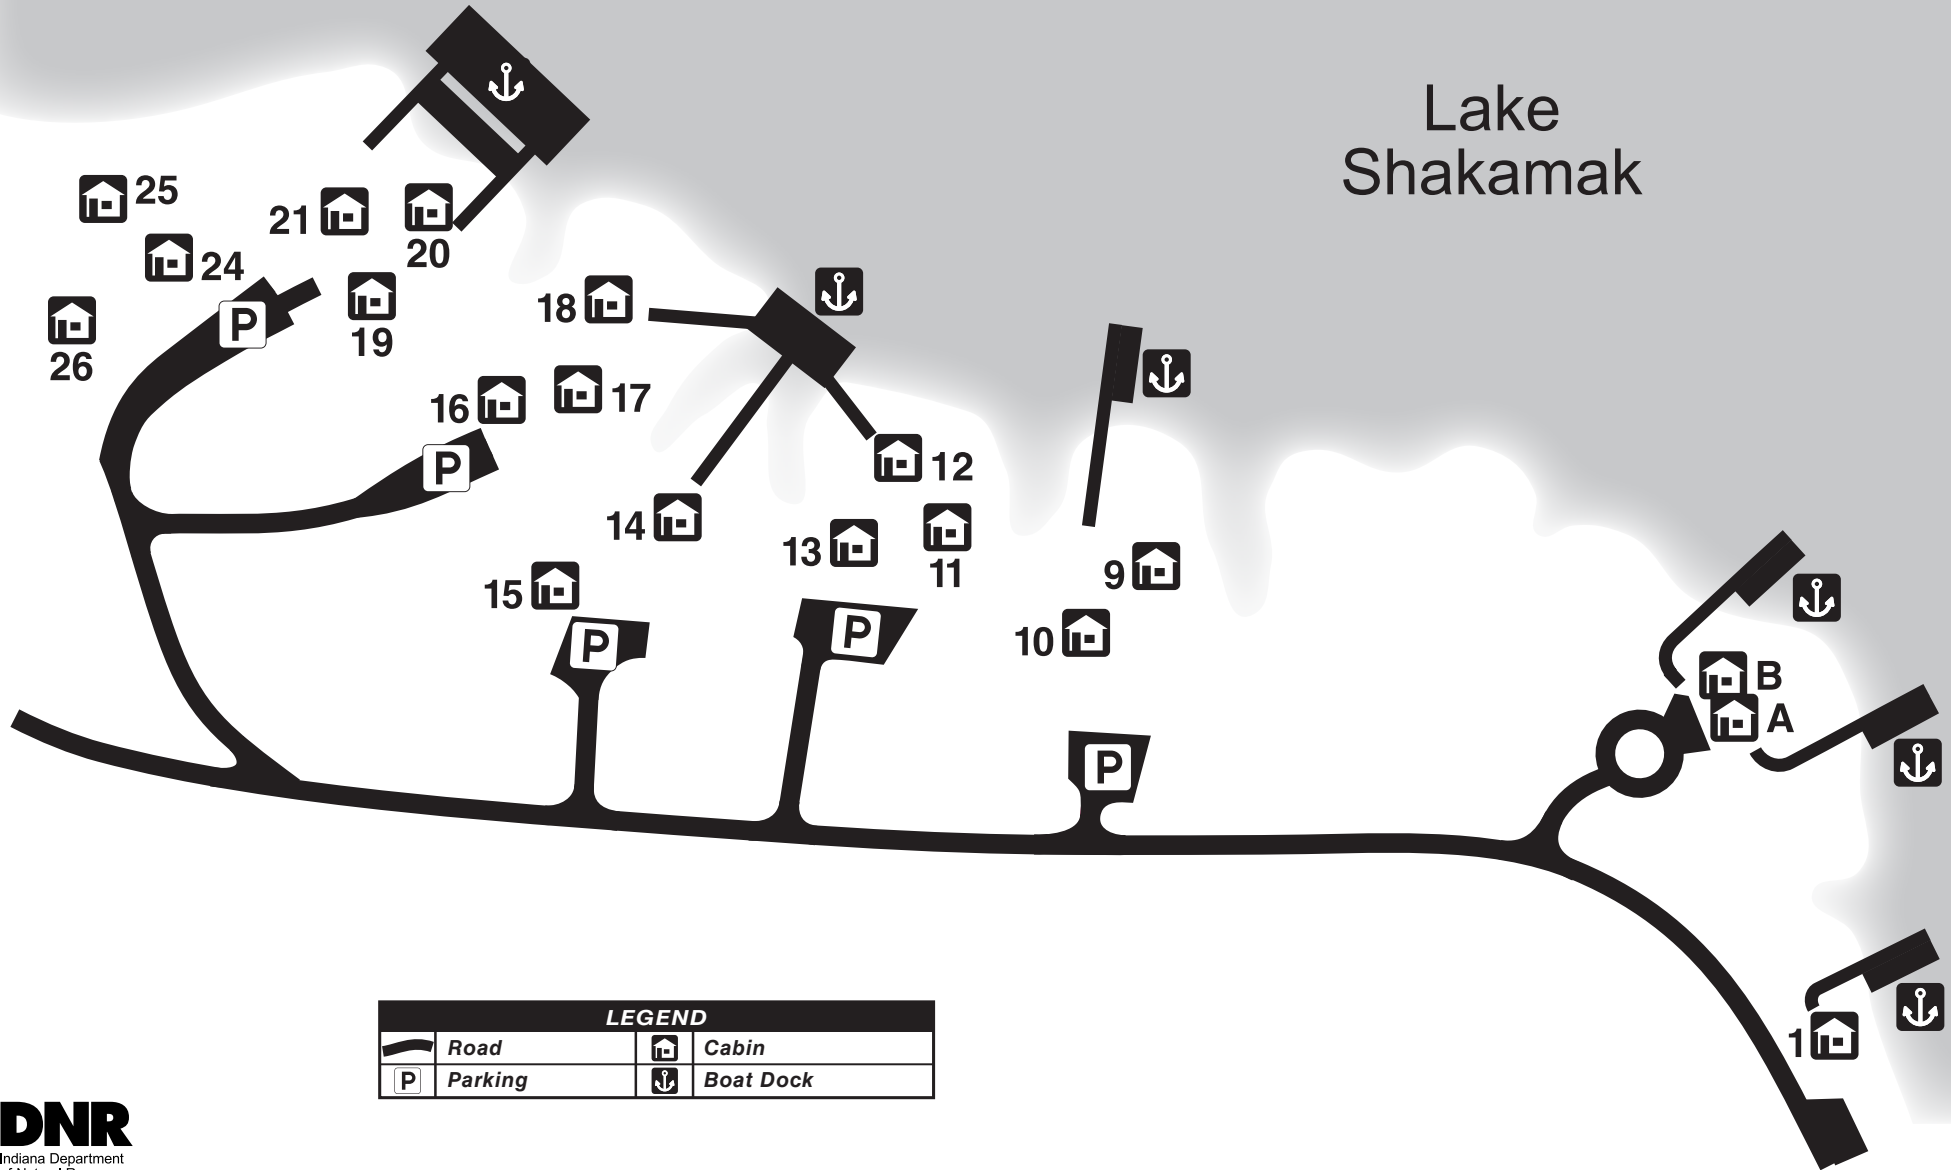 Lake
Shakamak
25
21
20
24
26
19
18
16
17
12
14
13
11
15
9
10
B
A
1
P
P
P
P
P
LEGEND
Road
Cabin
P
Parking
Boat Dock
DNR
Indiana Department